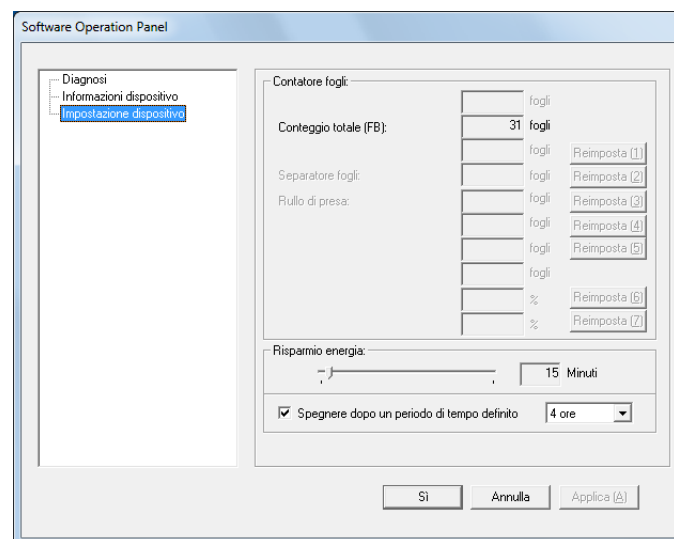 Software Operation Panel
Diagnosi
Informazioni dispositivo
Impostazione dispositivo
Contatore fogli:
fogli
Conteggio totale (FB): 31 fogli
fogli Reimposta (1)
Separatore fogli: fogli Reimposta (2)
Rullo di presa: fogli Reimposta (3)
fogli Reimposta (4)
fogli Reimposta (5)
fogli
% Reimposta (6)
% Reimposta (7)
Risparmio energia:
15 Minuti
Spegnere dopo un periodo di tempo definito 4 ore
Sì Annulla Applica (A)